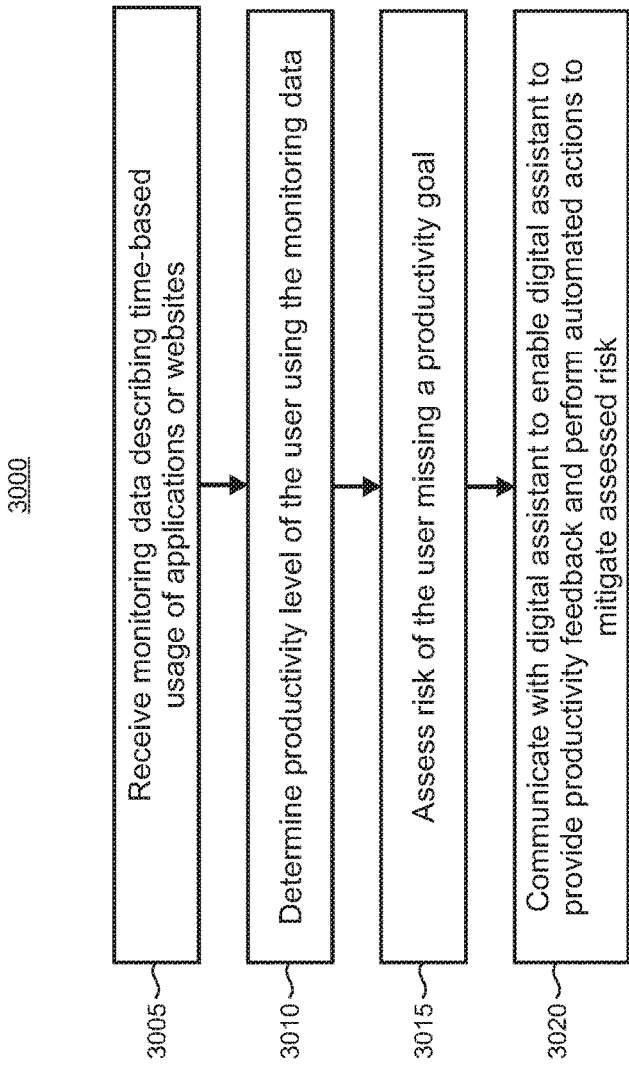 3000
3005
Receive monitoring data describing time-based
usage of applications or websites
3010
Determine productivity level of the user using the monitoring data
3015
Assess risk of the user missing a productivity goal
3020
Communicate with digital assistant to enable digital assistant to
provide productivity feedback and perform automated actions to
mitigate assessed risk